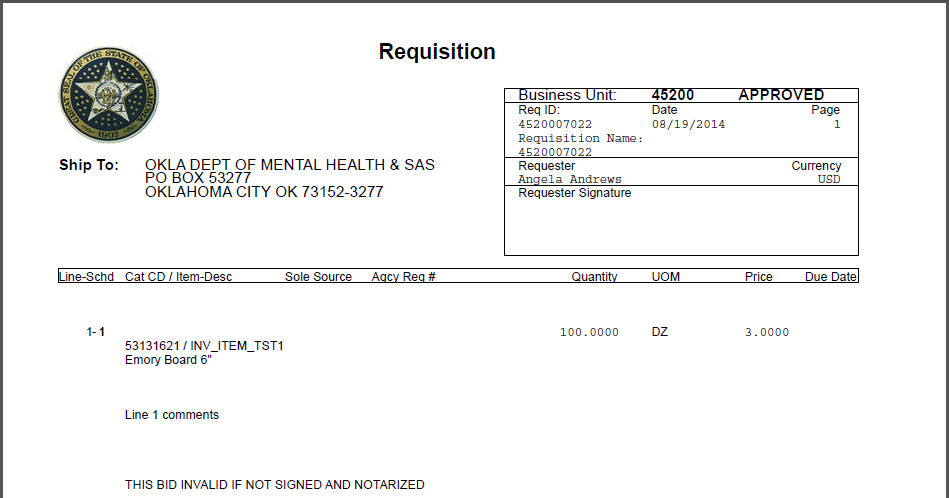 Requisition
GREAT SEAL OF THE STATE OF OKLAHOMA
1907
Business Unit: 45200 APPROVED
Req ID: Date Page
4520007022 08/19/2014 1
Requisition Name:
4520007022
Requester Currency
Angela Andrews USD
Requester Signature
Ship To: OKLA DEPT OF MENTAL HEALTH & SAS
PO BOX 53277
OKLAHOMA CITY OK 73152-3277
Line-Schd Cat CD / Item-Desc Sole Source Agcy Req # Quantity UOM Price Due Date
1- 1 100.0000 DZ 3.0000
53131621 / INV_ITEM_TST1
Emory Board 6"
Line 1 comments
THIS BID INVALID IF NOT SIGNED AND NOTARIZED